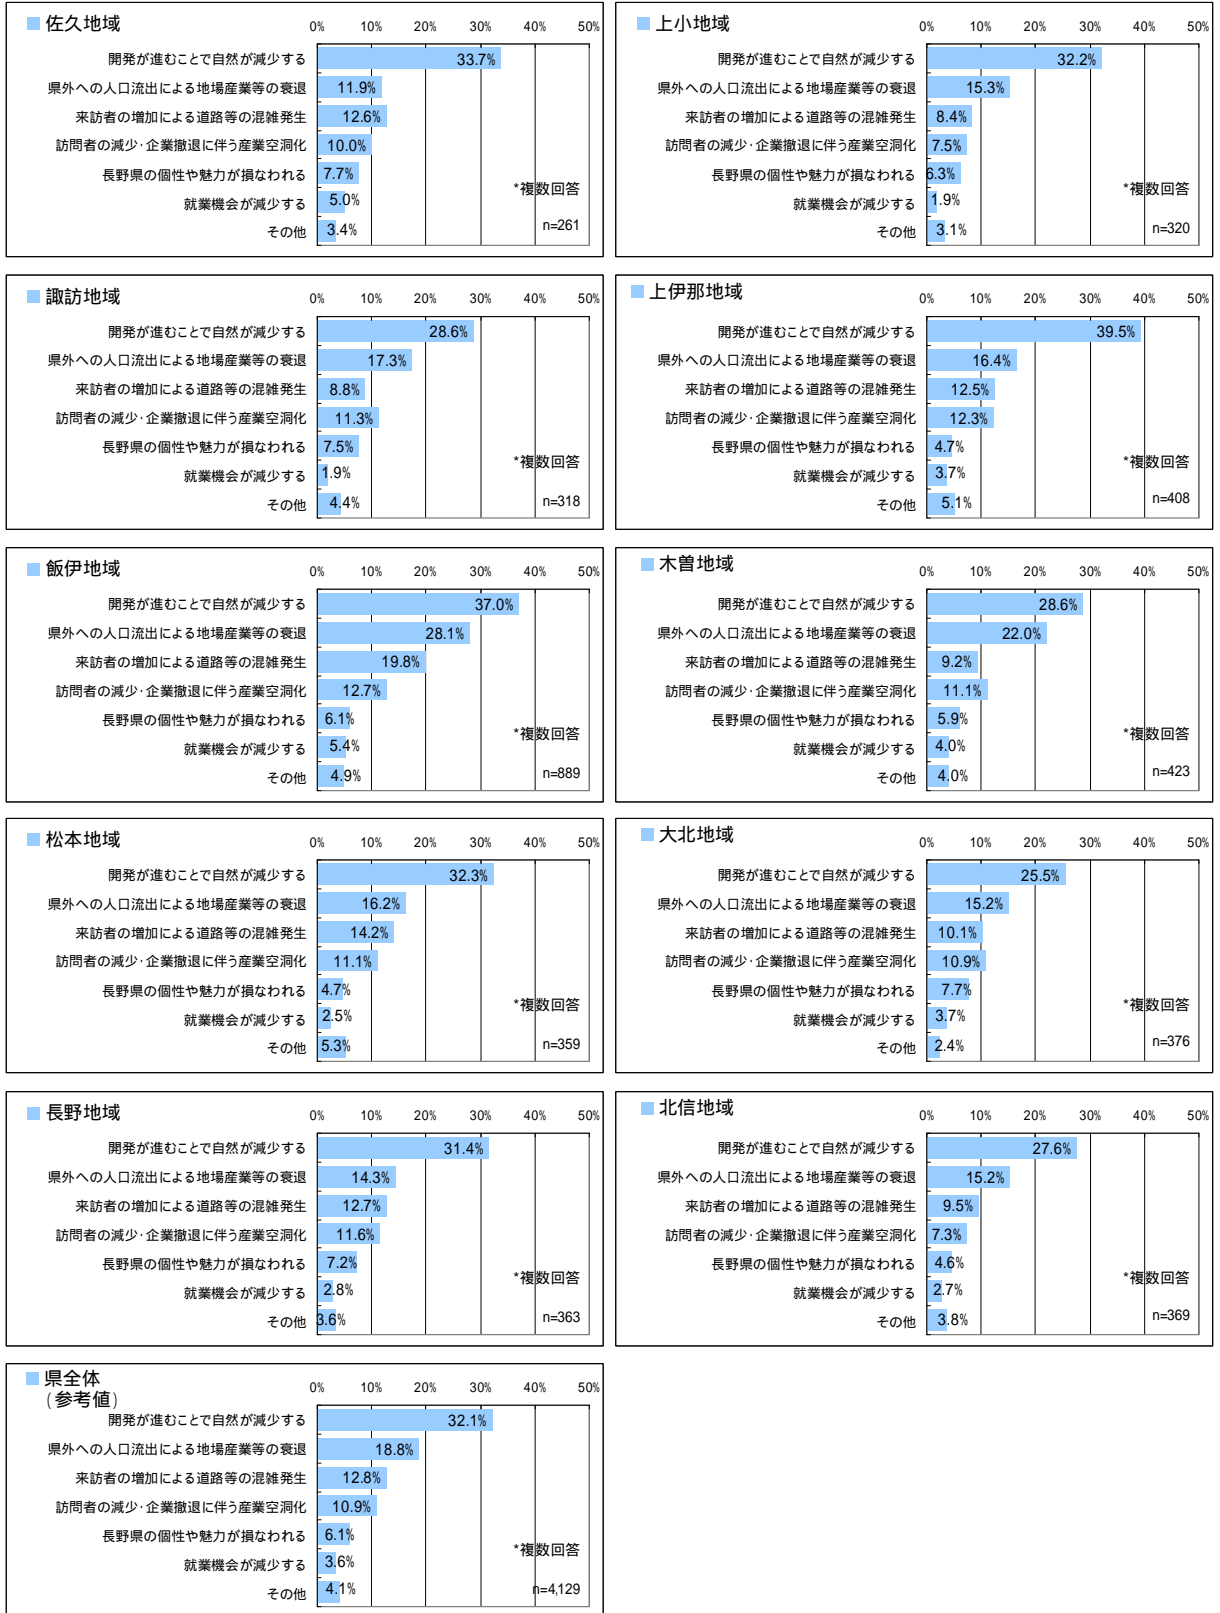 佐久地域
0% 10% 20% 30% 40% 50%
開発が進むことで自然が減少する 33.7%
県外への人口流出による地場産業等の衰退 11.9%
来訪者の増加による道路等の混雑発生 12.6%
訪問者の減少・企業撤退に伴う産業空洞化 10.0%
長野県の個性や魅力が損なわれる 7.7%
*複数回答
就業機会が減少する 5.0%
その他 3.4%
n=261
上小地域
0% 10% 20% 30% 40% 50%
開発が進むことで自然が減少する 32.2%
県外への人口流出による地場産業等の衰退 15.3%
来訪者の増加による道路等の混雑発生 8.4%
訪問者の減少・企業撤退に伴う産業空洞化 7.5%
長野県の個性や魅力が損なわれる 6.3%
*複数回答
就業機会が減少する 1.9%
その他 3.1%
n=320
諏訪地域
0% 10% 20% 30% 40% 50%
開発が進むことで自然が減少する 28.6%
県外への人口流出による地場産業等の衰退 17.3%
来訪者の増加による道路等の混雑発生 8.8%
訪問者の減少・企業撤退に伴う産業空洞化 11.3%
長野県の個性や魅力が損なわれる 7.5%
*複数回答
就業機会が減少する 1.9%
その他 4.4%
n=318
上伊那地域
0% 10% 20% 30% 40% 50%
開発が進むことで自然が減少する 39.5%
県外への人口流出による地場産業等の衰退 16.4%
来訪者の増加による道路等の混雑発生 12.5%
訪問者の減少・企業撤退に伴う産業空洞化 12.3%
長野県の個性や魅力が損なわれる 4.7%
*複数回答
就業機会が減少する 3.7%
その他 5.1%
n=408
飯伊地域
0% 10% 20% 30% 40% 50%
開発が進むことで自然が減少する 37.0%
県外への人口流出による地場産業等の衰退 28.1%
来訪者の増加による道路等の混雑発生 19.8%
訪問者の減少・企業撤退に伴う産業空洞化 12.7%
長野県の個性や魅力が損なわれる 6.1%
*複数回答
就業機会が減少する 5.4%
その他 4.9%
n=889
木曽地域
0% 10% 20% 30% 40% 50%
開発が進むことで自然が減少する 28.6%
県外への人口流出による地場産業等の衰退 22.0%
来訪者の増加による道路等の混雑発生 9.2%
訪問者の減少・企業撤退に伴う産業空洞化 11.1%
長野県の個性や魅力が損なわれる 5.9%
*複数回答
就業機会が減少する 4.0%
その他 4.0%
n=423
松本地域
0% 10% 20% 30% 40% 50%
開発が進むことで自然が減少する 32.3%
県外への人口流出による地場産業等の衰退 16.2%
来訪者の増加による道路等の混雑発生 14.2%
訪問者の減少・企業撤退に伴う産業空洞化 11.1%
長野県の個性や魅力が損なわれる 4.7%
*複数回答
就業機会が減少する 2.5%
その他 5.3%
n=359
大北地域
0% 10% 20% 30% 40% 50%
開発が進むことで自然が減少する 25.5%
県外への人口流出による地場産業等の衰退 15.2%
来訪者の増加による道路等の混雑発生 10.1%
訪問者の減少・企業撤退に伴う産業空洞化 10.9%
長野県の個性や魅力が損なわれる 7.7%
*複数回答
就業機会が減少する 3.7%
その他 2.4%
n=376
長野地域
0% 10% 20% 30% 40% 50%
開発が進むことで自然が減少する 31.4%
県外への人口流出による地場産業等の衰退 14.3%
来訪者の増加による道路等の混雑発生 12.7%
訪問者の減少・企業撤退に伴う産業空洞化 11.6%
長野県の個性や魅力が損なわれる 7.2%
*複数回答
就業機会が減少する 2.8%
その他 3.6%
n=363
北信地域
0% 10% 20% 30% 40% 50%
開発が進むことで自然が減少する 27.6%
県外への人口流出による地場産業等の衰退 15.2%
来訪者の増加による道路等の混雑発生 9.5%
訪問者の減少・企業撤退に伴う産業空洞化 7.3%
長野県の個性や魅力が損なわれる 4.6%
*複数回答
就業機会が減少する 2.7%
その他 3.8%
n=369
県全体
(参考値)
0% 10% 20% 30% 40% 50%
開発が進むことで自然が減少する 32.1%
県外への人口流出による地場産業等の衰退 18.8%
来訪者の増加による道路等の混雑発生 12.8%
訪問者の減少・企業撤退に伴う産業空洞化 10.9%
長野県の個性や魅力が損なわれる 6.1%
*複数回答
就業機会が減少する 3.6%
その他 4.1%
n=4,129